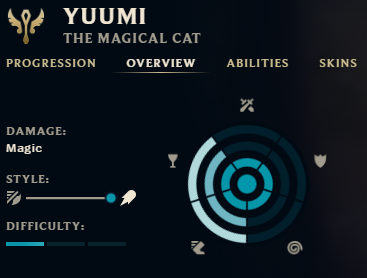 YUUMI
THE MAGICAL CAT
PROGRESSION OVERVIEW ABILITIES SKINS
DAMAGE:
Magic
STYLE:
DIFFICULTY: